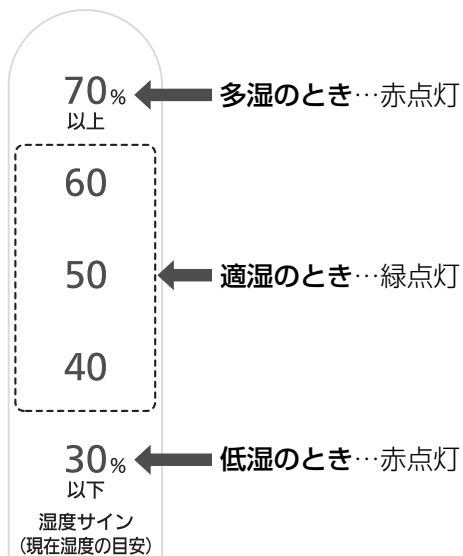 70% 多湿のとき…赤点灯
以上
60
50 適湿のとき…緑点灯
40
30% 低湿のとき…赤点灯
以下
湿度サイン
(現在湿度の目安)